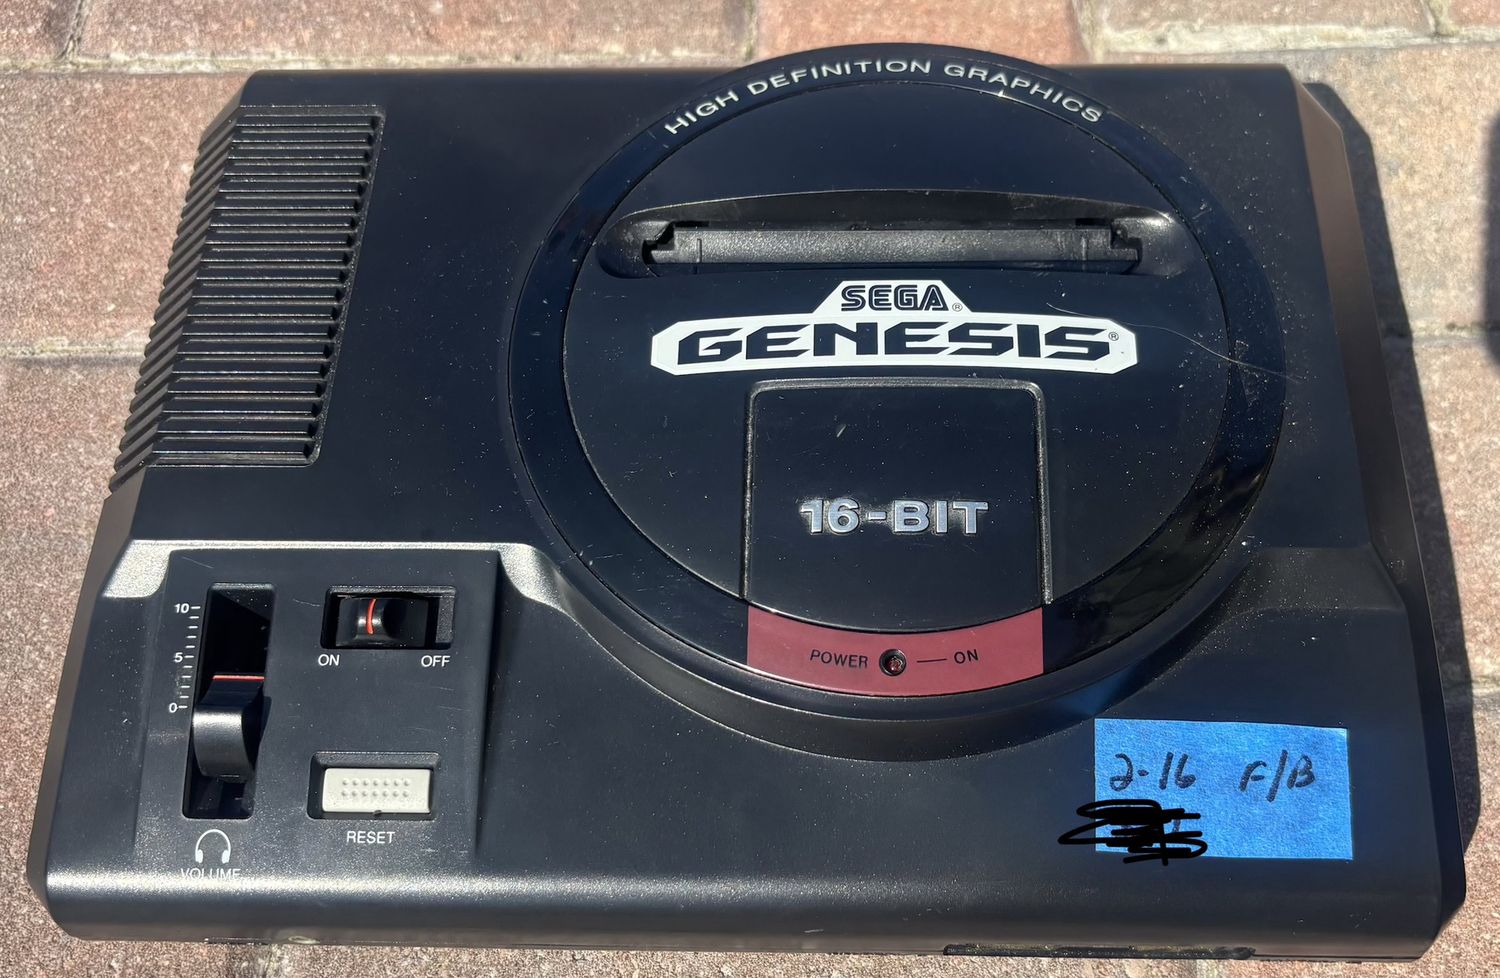 HIGH DEFINITION GRAPHICS
SEGA®
GENESIS®
16-BIT
POWER — ON
10
5
0
ON OFF
RESET
VOLUME
2-16 F/B